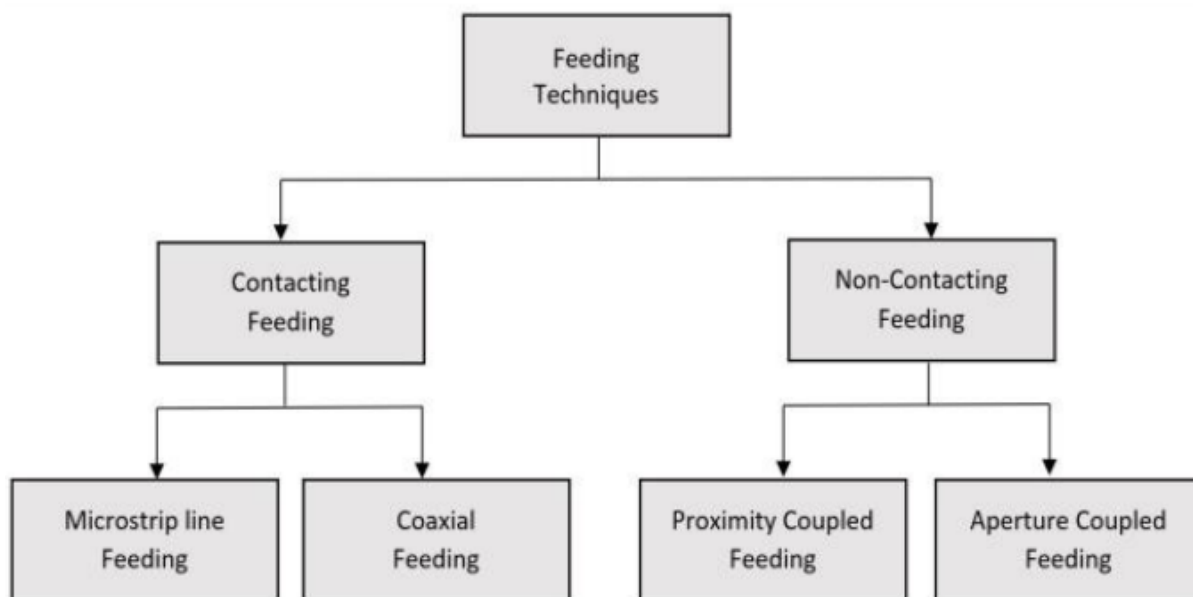 Feeding
Techniques
Contacting
Feeding
Non-Contacting
Feeding
Microstrip line
Feeding
Coaxial
Feeding
Proximity Coupled
Feeding
Aperture Coupled
Feeding